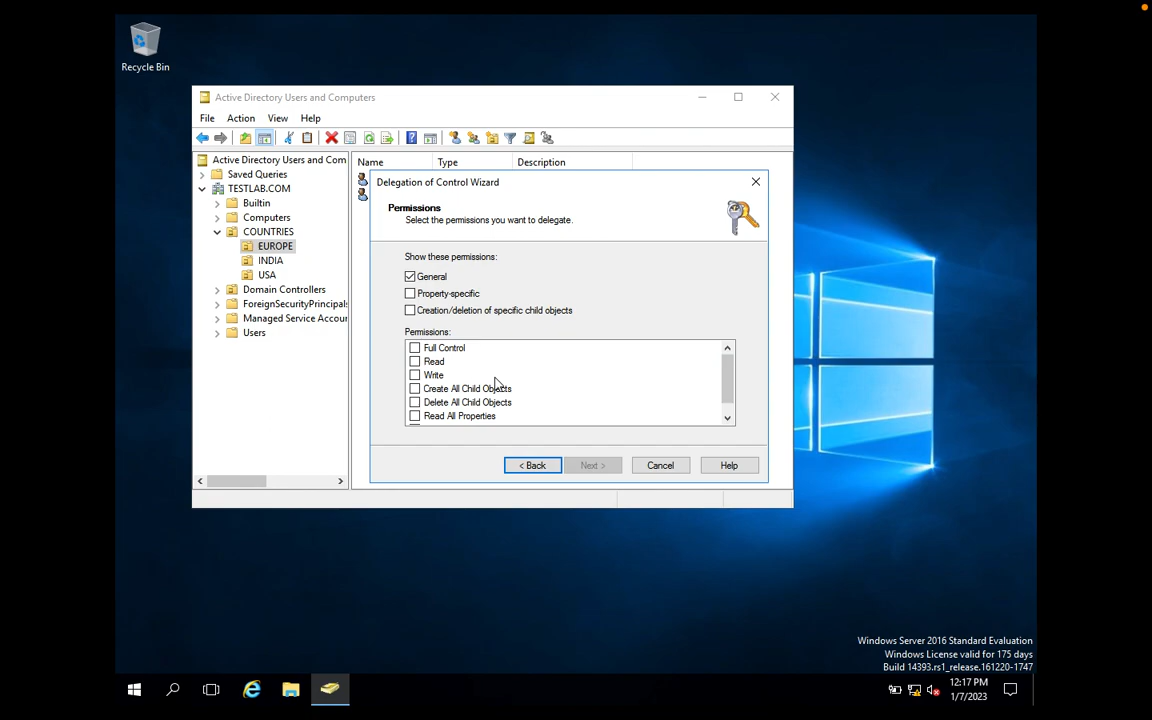 Recycle Bin
Active Directory Users and Computers
File Action View Help
Active Directory Users and Com
Saved Queries
TESTLAB.COM
Builtin
Computers
COUNTRIES
EUROPE
INDIA
USA
Domain Controllers
ForeignSecurityPrincipals
Managed Service Accour
Users
Name Type Description
Delegation of Control Wizard
Permissions
Select the permissions you want to delegate.
Show these permissions:
General
Property-specific
Creation/deletion of specific child objects
Permissions:
Full Control
Read
Write
Create All Child Objects
Delete All Child Objects
Read All Properties
< Back Next > Cancel Help
Windows Server 2016 Standard Evaluation
Windows License valid for 175 days
Build 14393.rs1_release.161220-1747
12:17 PM
1/7/2023